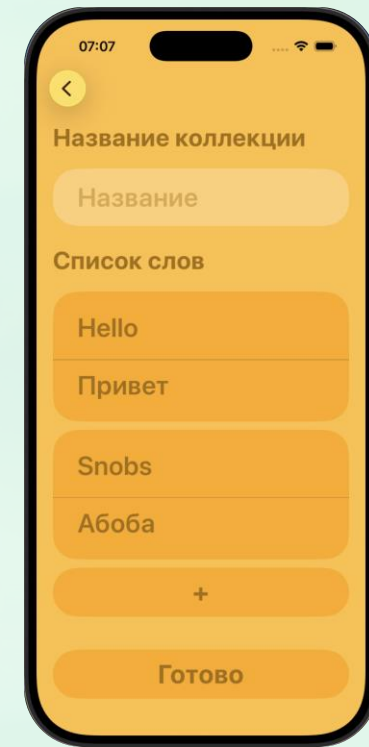 07:07
Название коллекции
Название
Список слов
Hello
Привет
Snobs
Абоба
+
Готово